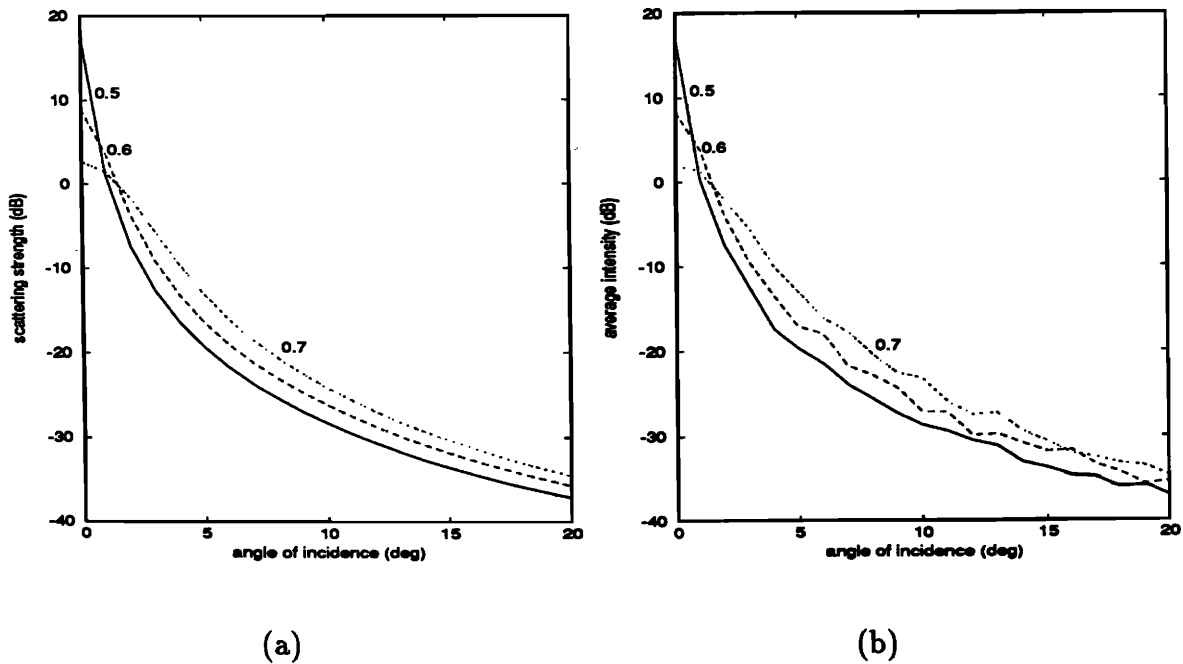 20
10
0
-10
-20
-30
-40
scattering strength (dB)
0.5
0.6
0.7
0 5 10 15 20
angle of incidence (deg)
(a)
20
10
0
-10
-20
-30
-40
average intensity (dB)
0.5
0.6
0.7
0 5 10 15 20
angle of incidence (deg)
(b)